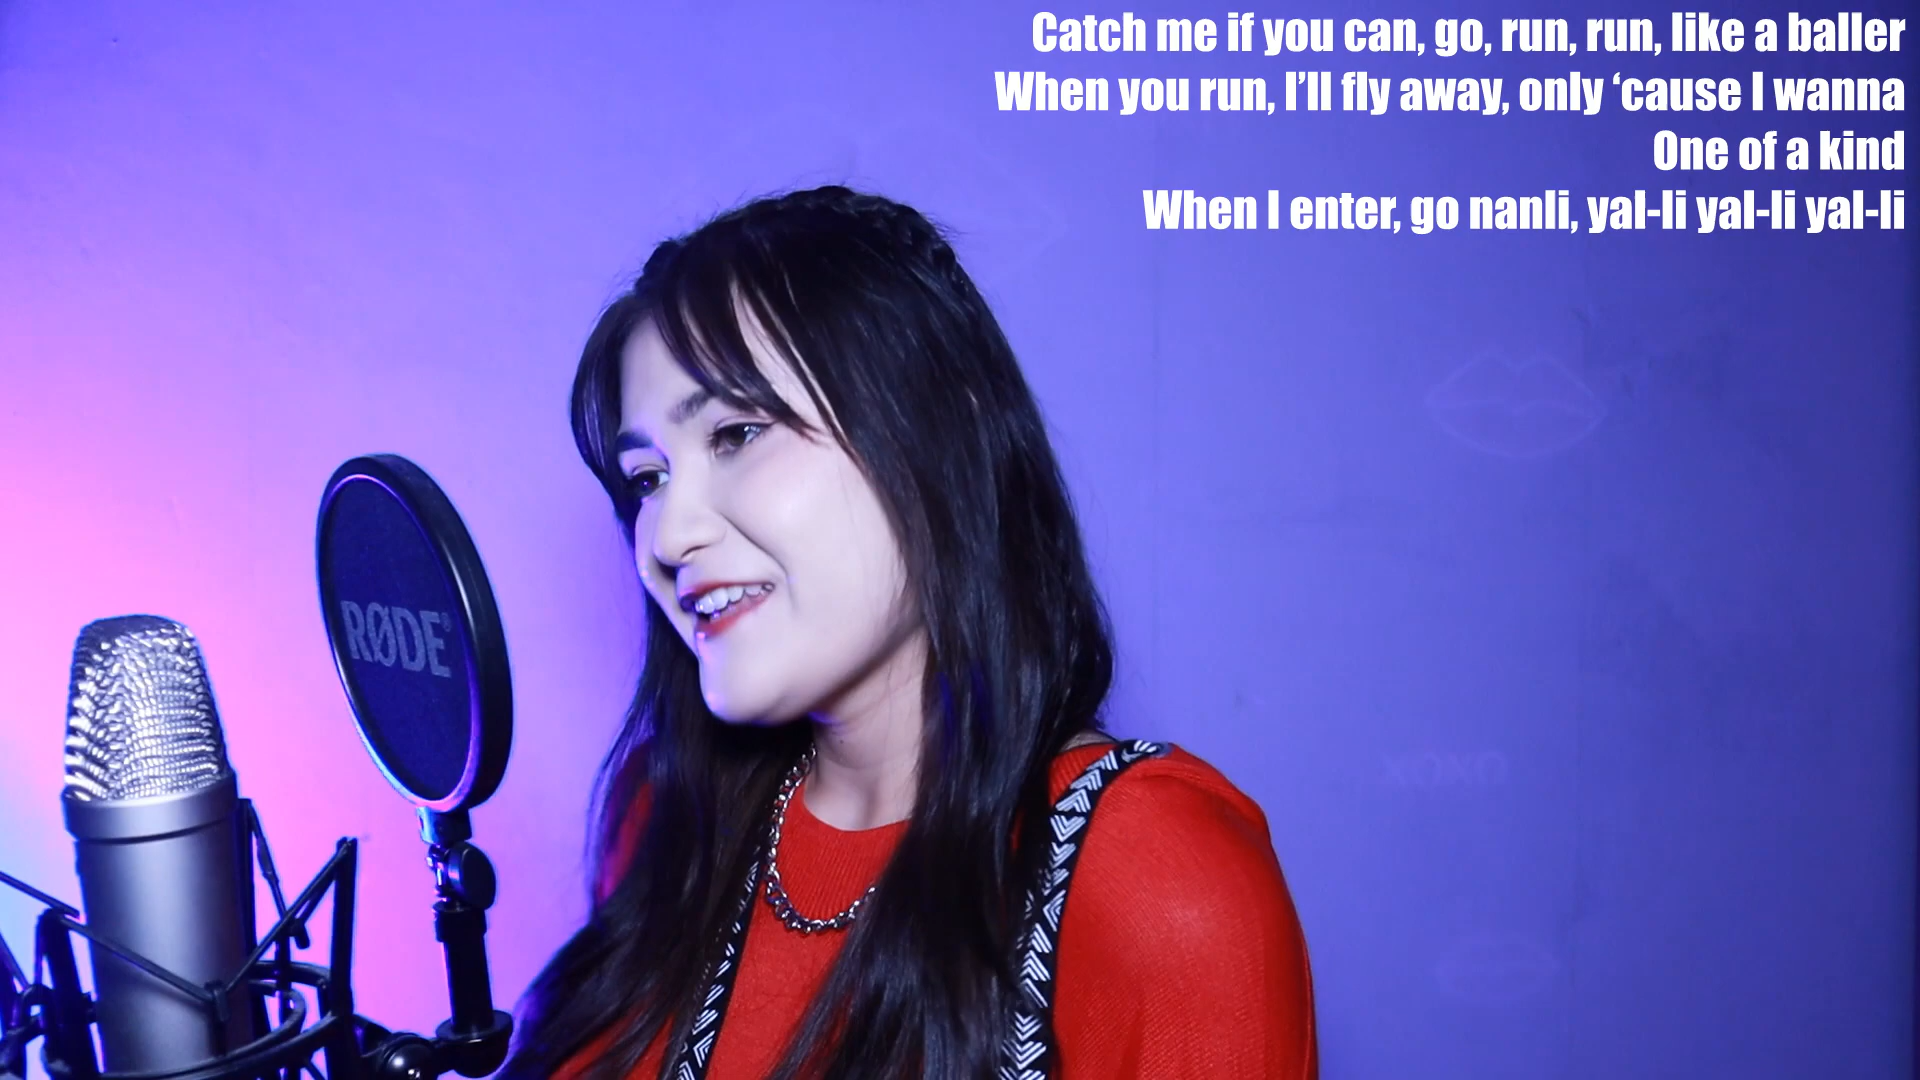 Catch me if you can, go, run, run, like a baller
When you run, I’ll fly away, only ‘cause I wanna
One of a kind
When I enter, go nanli, yal-li yal-li yal-li
RØDE®
XOXO